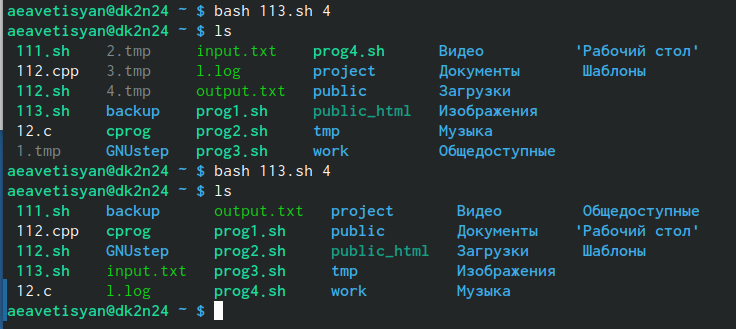 aeavetisyan@dk2n24 ~ $ bash 113.sh 4
aeavetisyan@dk2n24 ~ $ ls
111.sh 2.tmp input.txt prog4.sh Видео 'Рабочий стол'
112.cpp 3.tmp l.log project Документы Шаблоны
112.sh 4.tmp output.txt public Загрузки
113.sh backup prog1.sh public_html Изображения
12.c cprog prog2.sh tmp Музыка
1.tmp GNUstep prog3.sh work Общедоступные
aeavetisyan@dk2n24 ~ $ bash 113.sh 4
aeavetisyan@dk2n24 ~ $ ls
111.sh backup output.txt project Видео Общедоступные
112.cpp cprog prog1.sh public Документы 'Рабочий стол'
112.sh GNUstep prog2.sh public_html Загрузки Шаблоны
113.sh input.txt prog3.sh tmp Изображения
12.c l.log prog4.sh work Музыка
aeavetisyan@dk2n24 ~ $